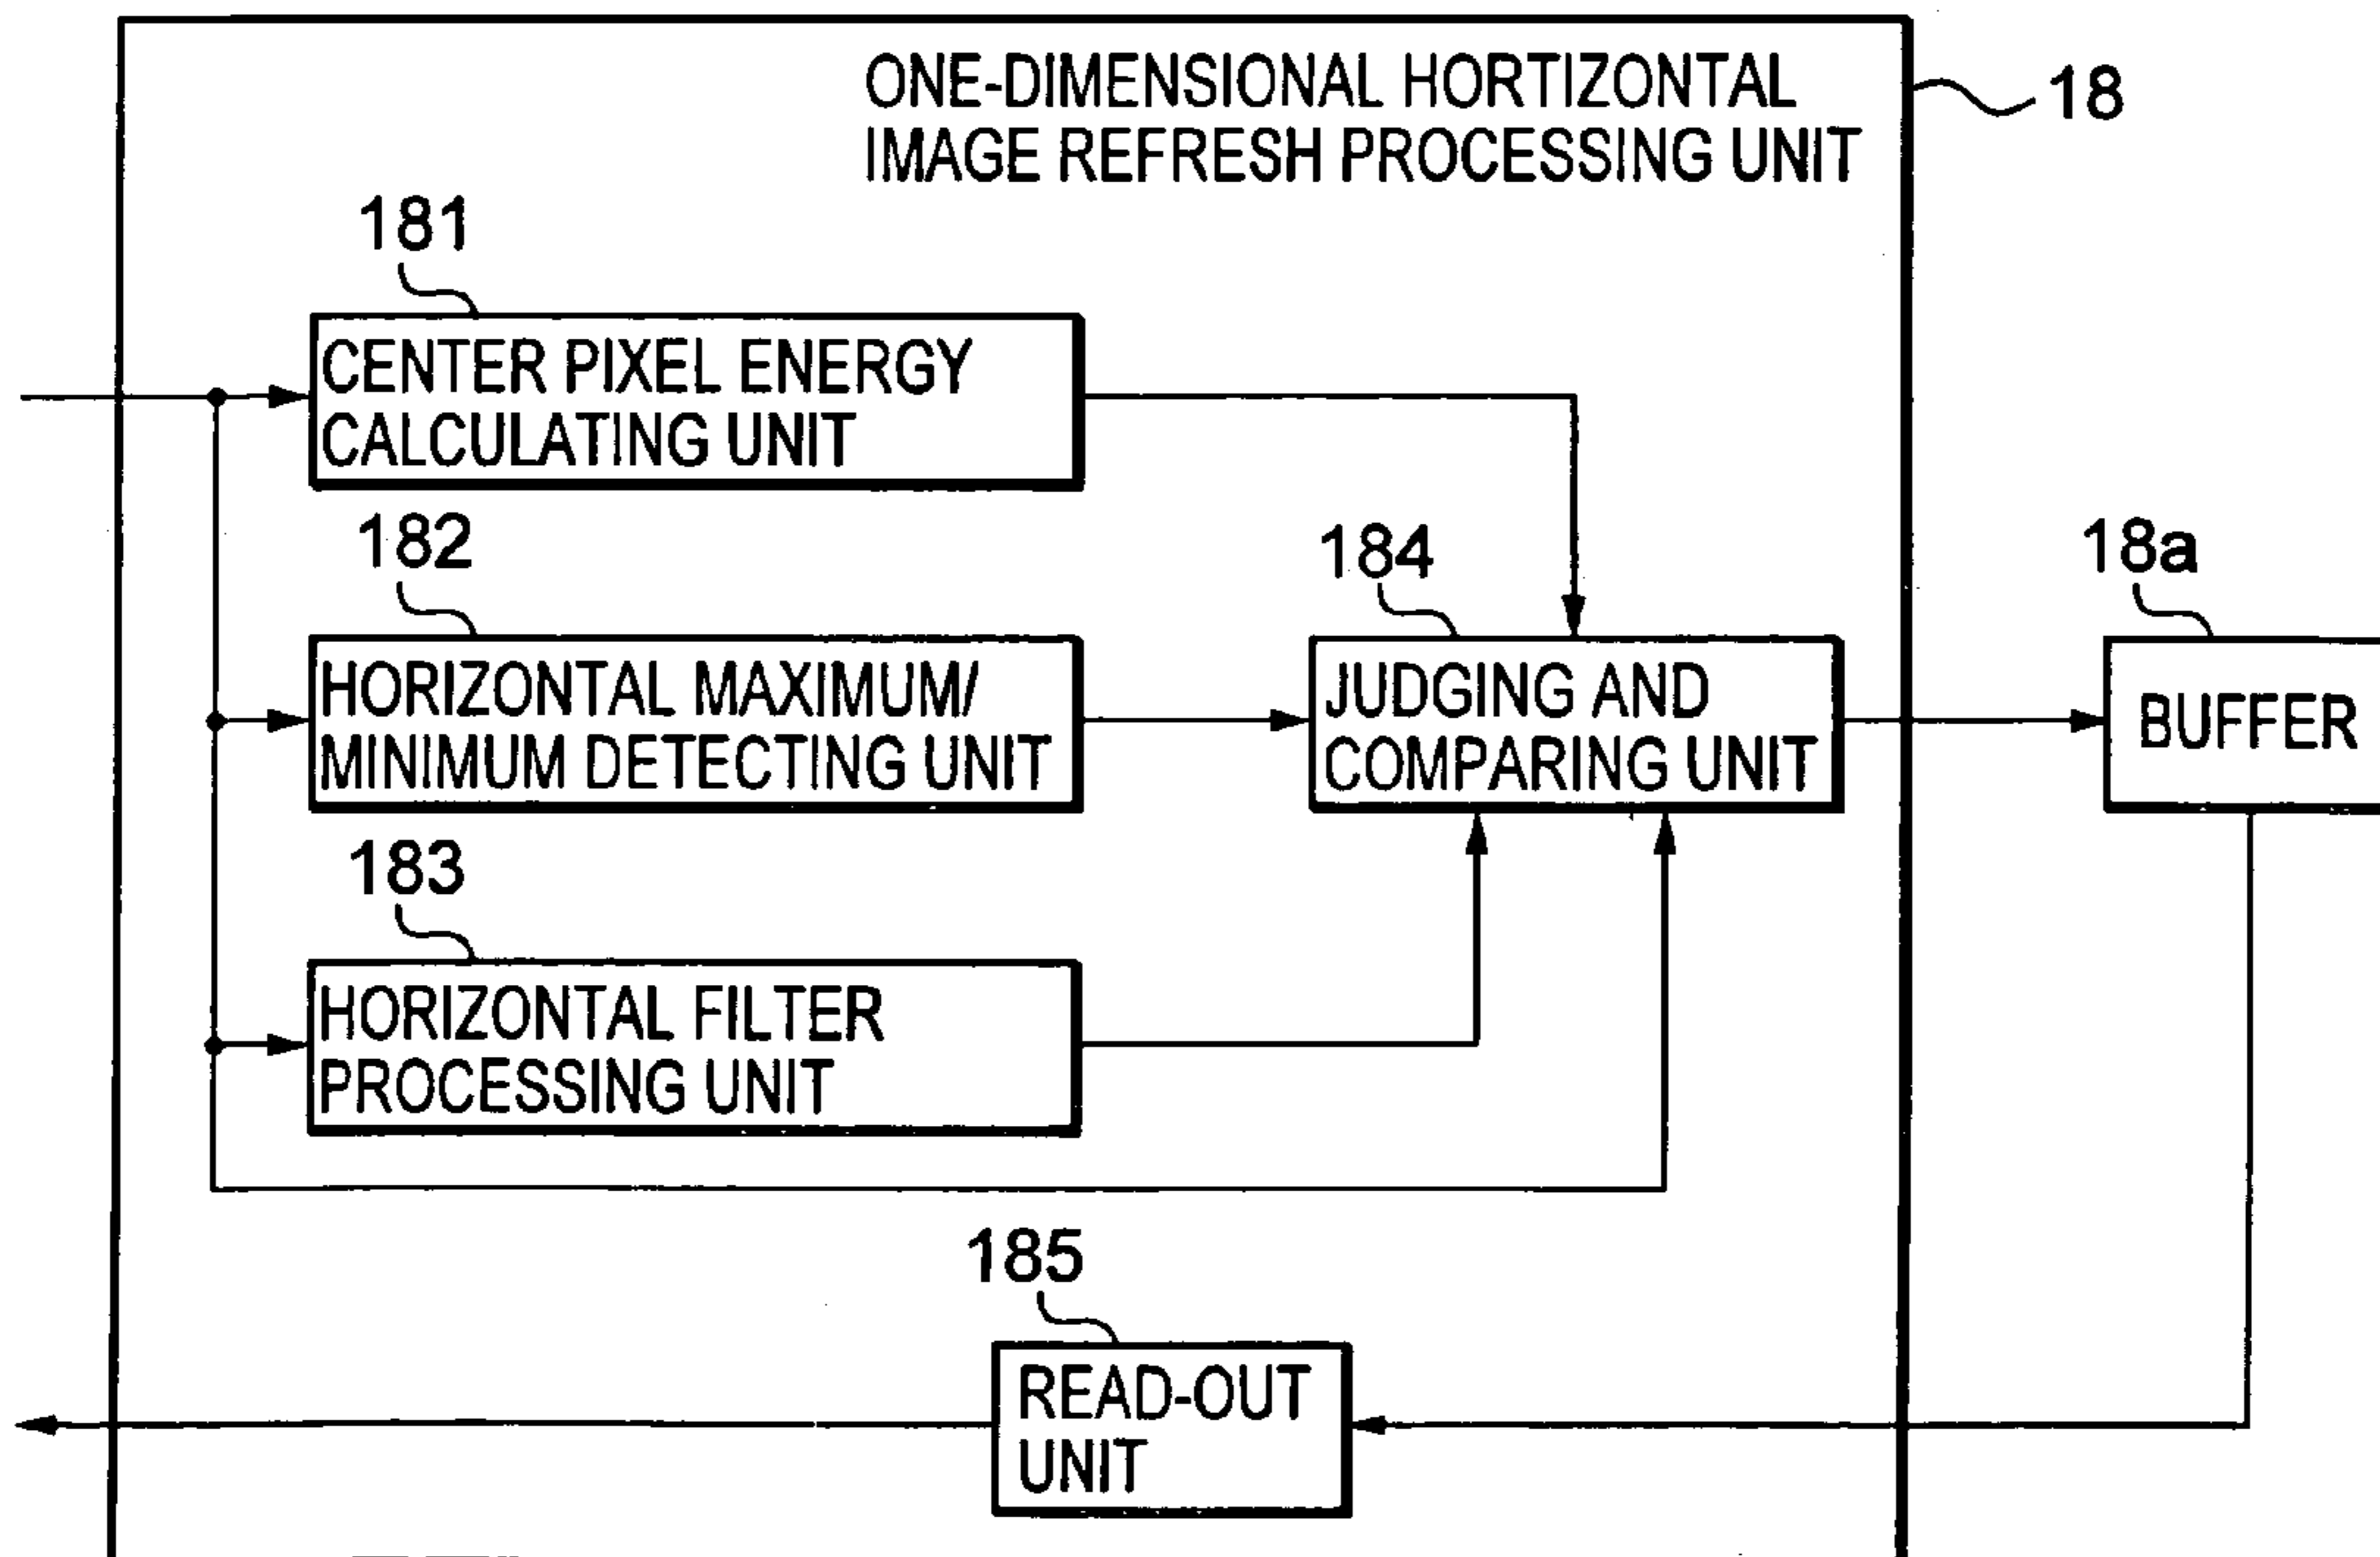 ONE-DIMENSIONAL HORTIZONTAL
IMAGE REFRESH PROCESSING UNIT
18
181
CENTER PIXEL ENERGY
CALCULATING UNIT
182
HORIZONTAL MAXIMUM/
MINIMUM DETECTING UNIT
184
JUDGING AND
COMPARING UNIT
18a
BUFFER
183
HORIZONTAL FILTER
PROCESSING UNIT
185
READ-OUT
UNIT